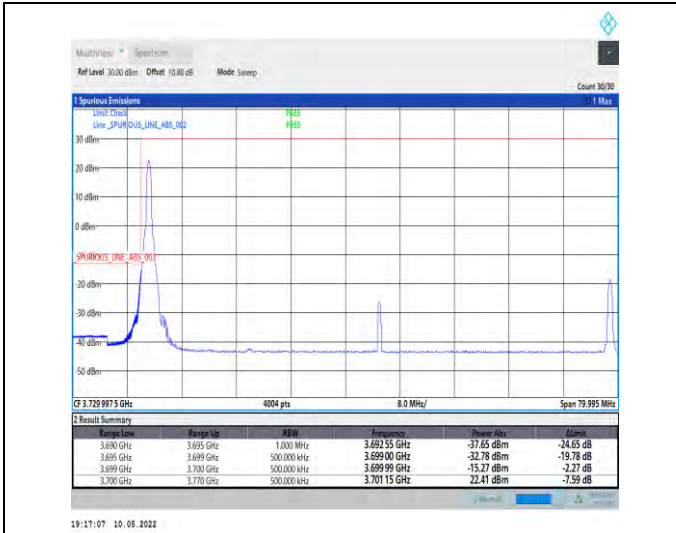 MultiView Spectrum
Ref Level 30.00 dBm Offset 10.88 dB Mode Sweep
Count 30/30
1 Spurious Emissions 1 Max
Limit Check PASS
Line _SPURIOUS_LINE_ABS_002 PASS
30 dBm
20 dBm
10 dBm
0 dBm
-10 dBm
SPURIOUS_LINE_ABS_002
-20 dBm
-30 dBm
-40 dBm
-50 dBm
CF 3.729 997 5 GHz 4004 pts 8.0 MHz/ Span 79.995 MHz
2 Result Summary
Range Low Range Up RBW Frequency Power Abs ΔLimit
3.690 GHz 3.695 GHz 1.000 MHz 3.692 55 GHz -37.65 dBm -24.65 dB
3.695 GHz 3.699 GHz 500.000 kHz 3.699 00 GHz -32.78 dBm -19.78 dB
3.699 GHz 3.700 GHz 500.000 kHz 3.699 99 GHz -15.27 dBm -2.27 dB
3.700 GHz 3.770 GHz 500.000 kHz 3.701 15 GHz 22.41 dBm -7.59 dB
19:17:07 10.05.2022